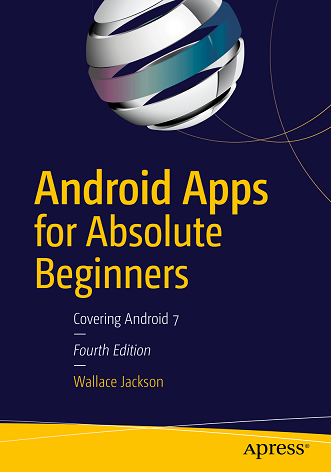 Android Apps
for Absolute
Beginners
Covering Android 7
Fourth Edition
Wallace Jackson
Apress®